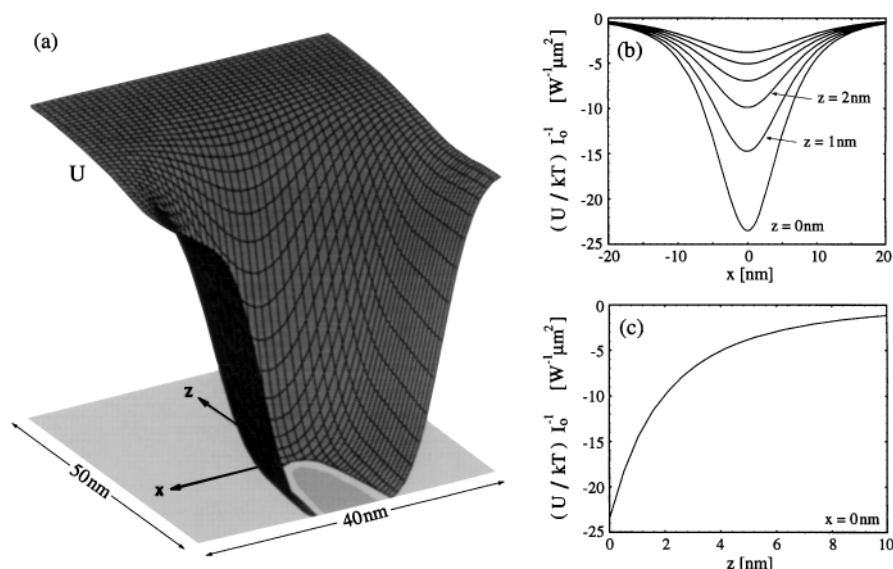 (a)
U
z
x
50nm
40nm
(b)
( U / kT ) I₀⁻¹ [W⁻¹µm²]
0
-5
-10
-15
-20
-25
z = 2nm
z = 1nm
z = 0nm
-20 -10 0 10 20
x [nm]
(c)
( U / kT ) I₀⁻¹ [W⁻¹µm²]
0
-5
-10
-15
-20
-25
x = 0nm
0 2 4 6 8 10
z [nm]